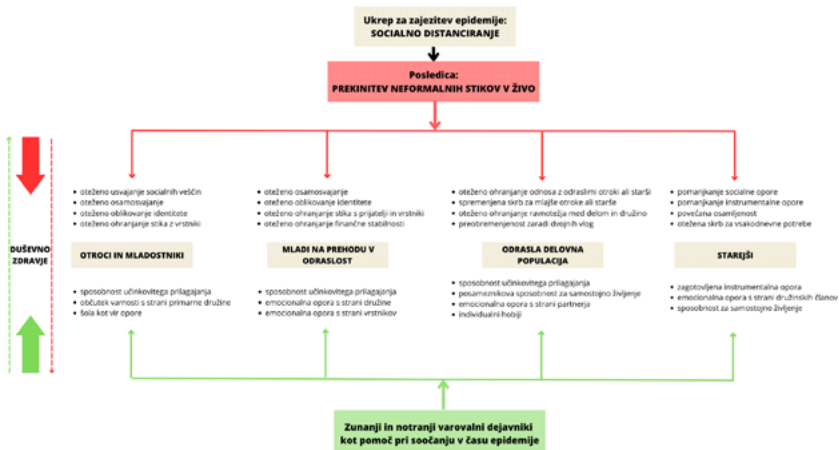 Ukrep za zajezitev epidemije:
SOCIALNO DISTANCIRANJE
Posledica:
PREKINITEV NEFORMALNIH STIKOV V ŽIVO
DUŠEVNO
ZDRAVJE
• oteženo usvajanje socialnih veščin
• oteženo osamosvajanje
• oteženo oblikovanje identitete
• oteženo ohranjanje stika z vrstniki
OTROCI IN MLADOSTNIKI
• sposobnost učinkovitega prilagajanja
• občutek varnosti s strani primarne družine
• šola kot vir opore
• oteženo osamosvajanje
• oteženo oblikovanje identitete
• oteženo ohranjanje stika s prijatelji in vrstniki
• oteženo ohranjanje finančne stabilnosti
MLADI NA PREHODU V
ODRASLOST
• sposobnost učinkovitega prilagajanja
• emocionalna opora s strani družine
• emocionalna opora s strani vrstnikov
• oteženo ohranjanje odnosa z odraslimi otroki ali starši
• spremenjena skrb za mlajše otroke ali starše
• oteženo ohranjanje ravnotežja med delom in družino
• preobremenjenost zaradi dvojnih vlog
ODRASLA DELOVNA
POPULACIJA
• sposobnost učinkovitega prilagajanja
• posameznikova sposobnost za samostojno življenje
• emocionalna opora s strani partnerja
• individualni hobiji
• pomanjkanje socialne opore
• pomanjkanje instrumentalne opore
• povečana osamljenost
• otežena skrb za vsakodnevne potrebe
STAREJŠI
• zagotovljena instrumentalna opora
• emocionalna opora s strani družinskih članov
• sposobnost za samostojno življenje
Zunanji in notranji varovalni dejavniki
kot pomoč pri soočanju v času epidemije